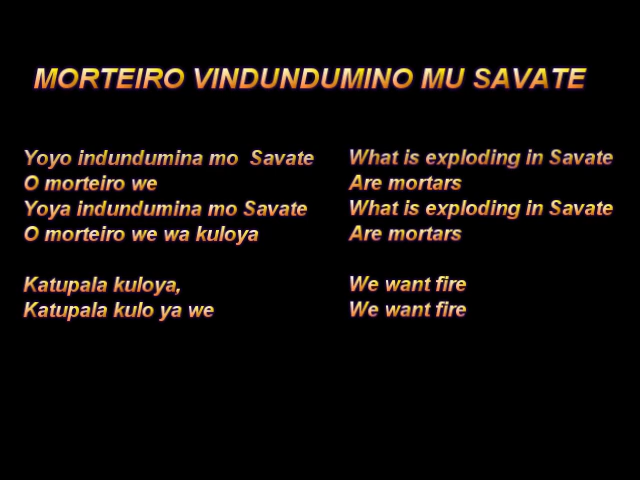 MORTEIRO VINDUNDUMINO MU SAVATE
Yoyo indundumina mo Savate
O morteiro we
Yoya indundumina mo Savate
O morteiro we wa kuloya
Katupala kuloya,
Katupala kulo ya we
What is exploding in Savate
Are mortars
What is exploding in Savate
Are mortars
We want fire
We want fire